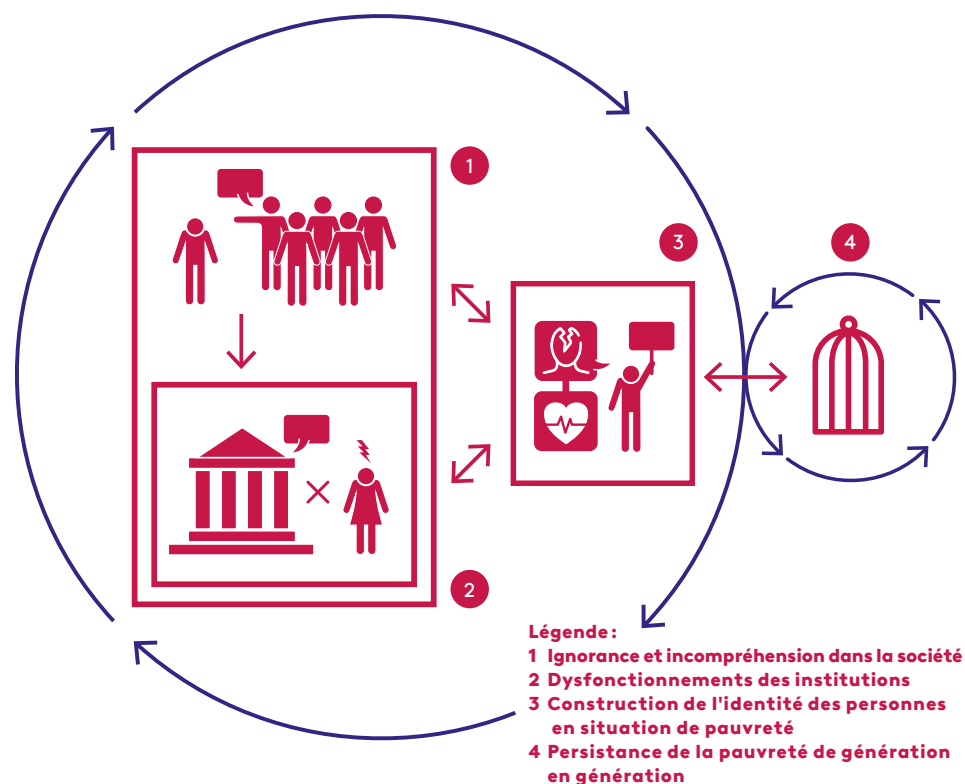 1
3
4
2
Légende :
1 Ignorance et incompréhension dans la société
2 Dysfonctionnements des institutions
3 Construction de l'identité des personnes
en situation de pauvreté
4 Persistance de la pauvreté de génération
en génération